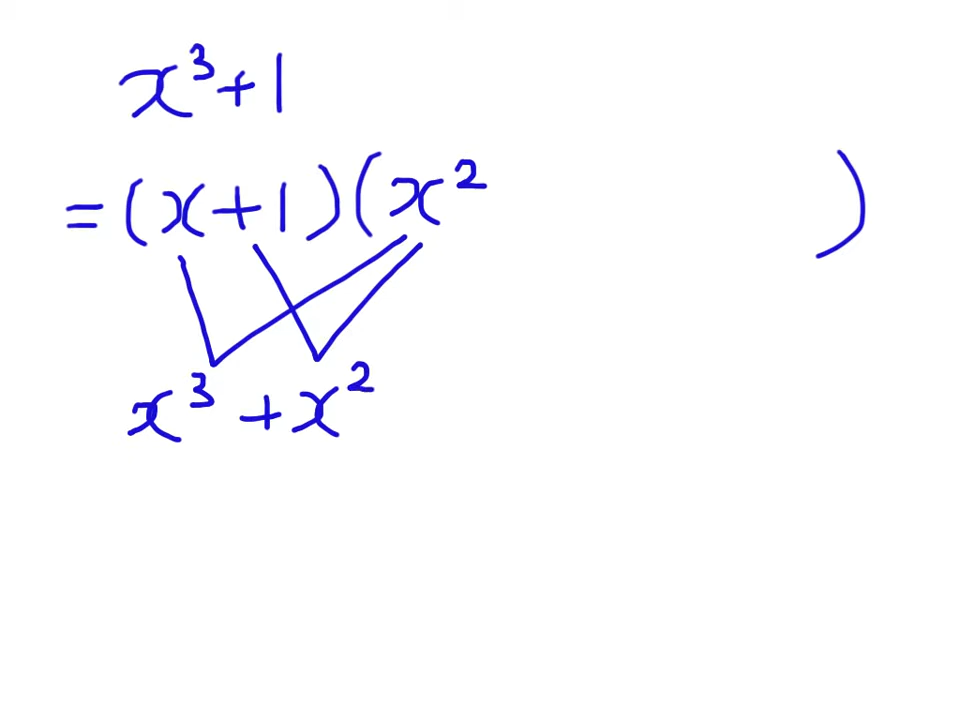 x³+1
=(x+1)(x² )
x³+x²